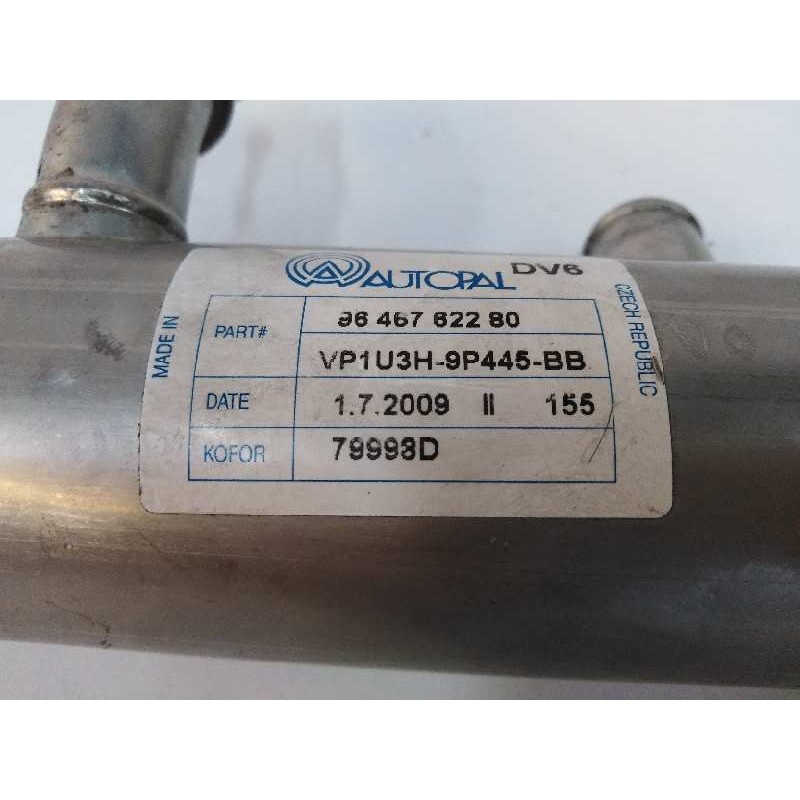 AUTOPAL DV6
MADE IN
CZECH REPUBLIC
PART# 96 467 622 80
VP1U3H-9P445-BB
DATE 1.7.2009 II 155
KOFOR 79998D